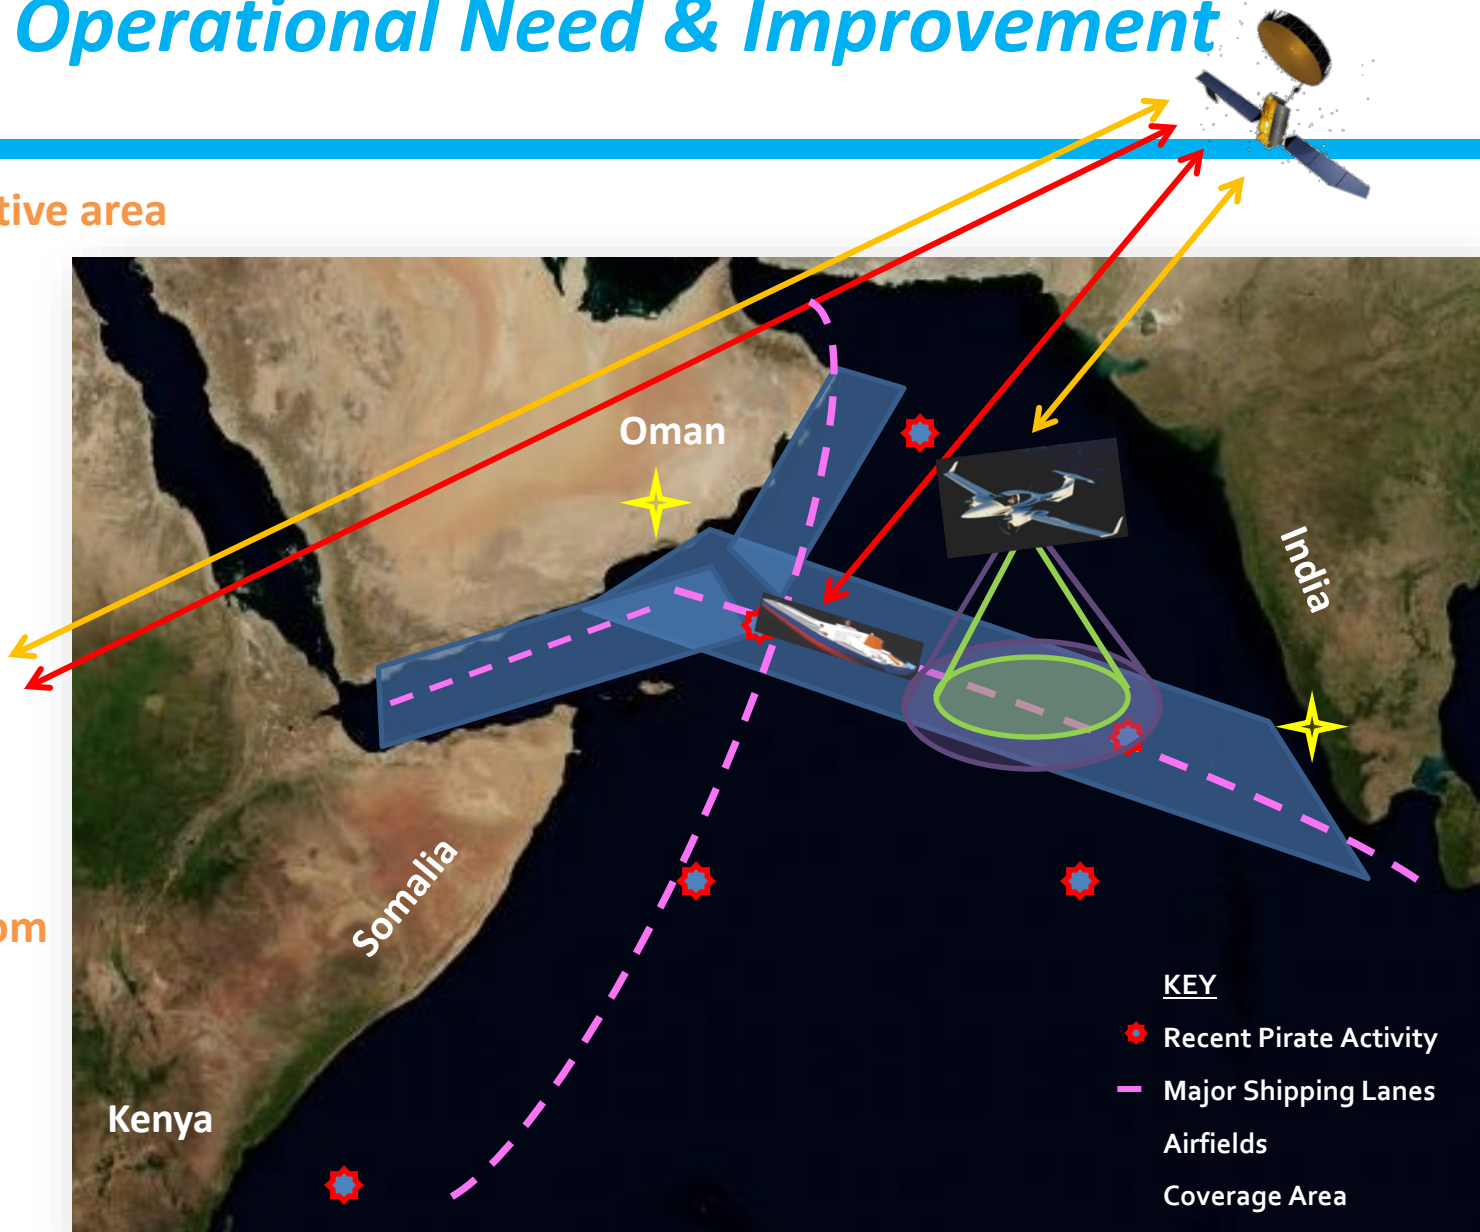 Operational Need & Improvement
tive area
Oman
India
Somalia
om
KEY
Recent Pirate Activity
Kenya
Major Shipping Lanes
Airfields
Coverage Area